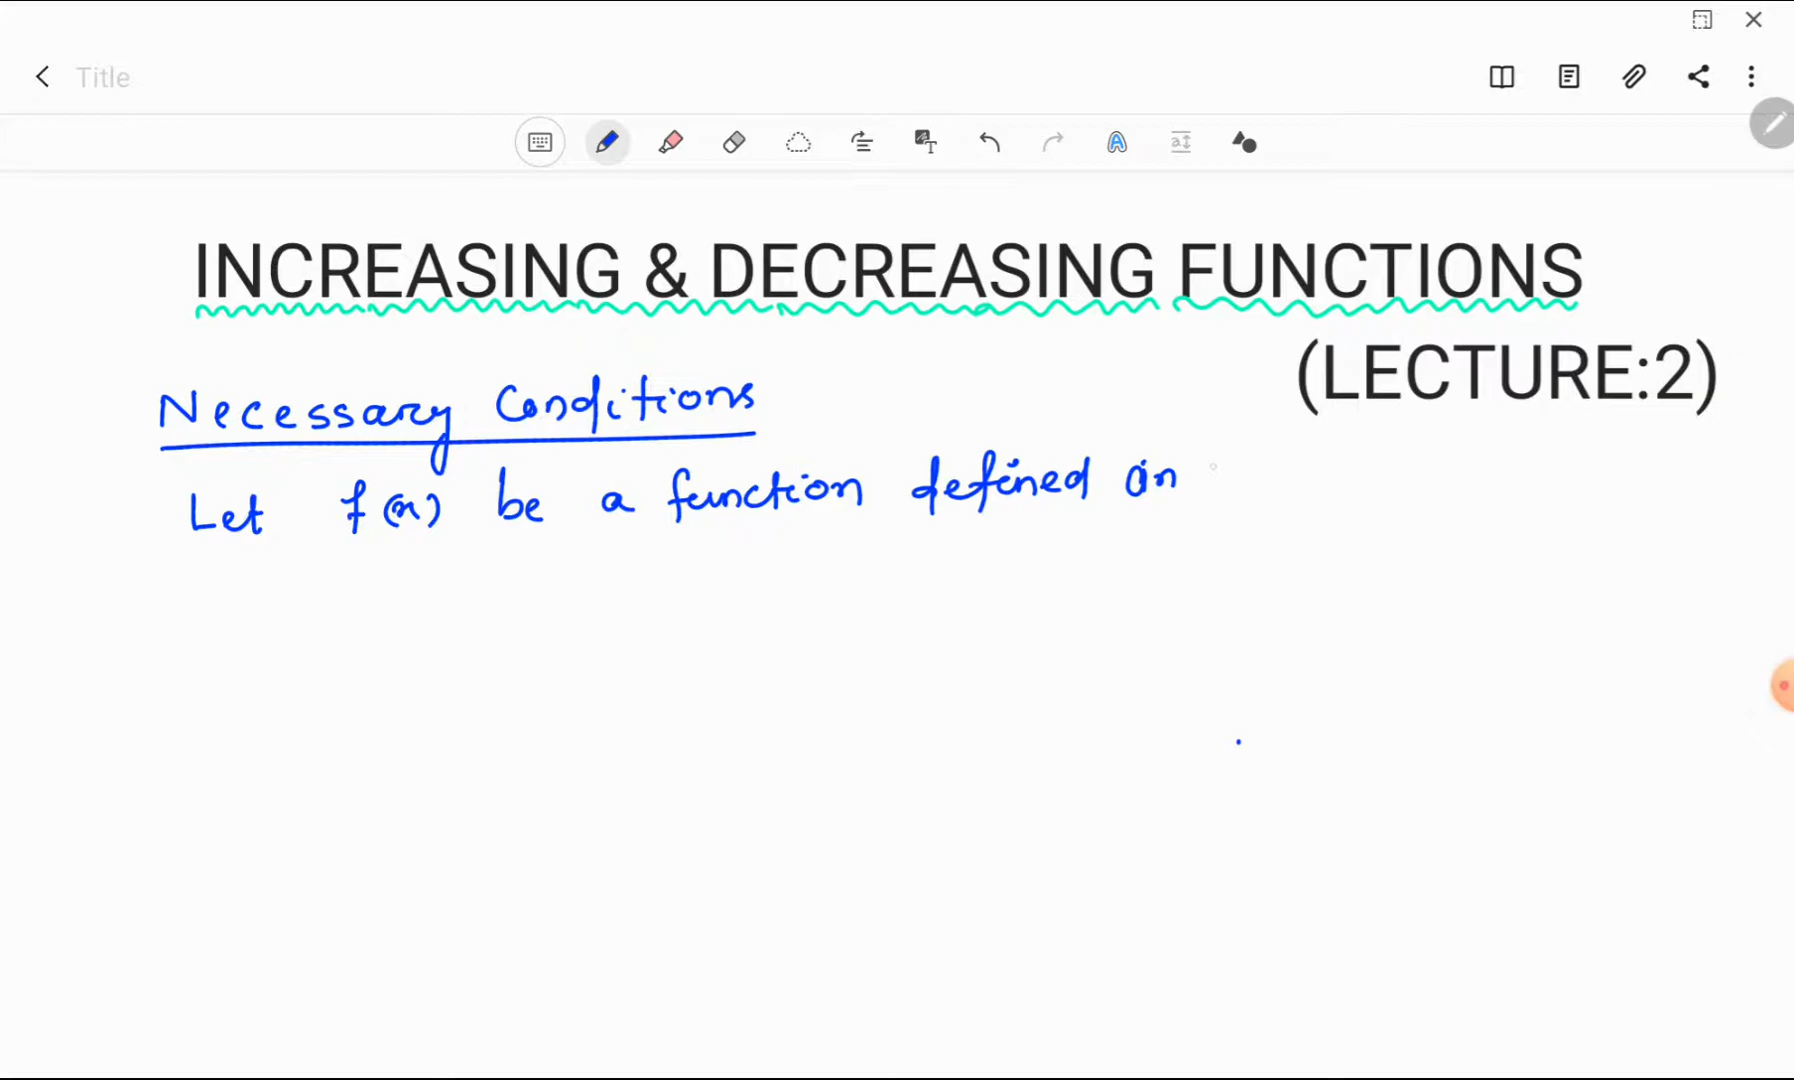 Title
INCREASING & DECREASING FUNCTIONS
(LECTURE:2)
Necessary Conditions
Let f(x) be a function defined on